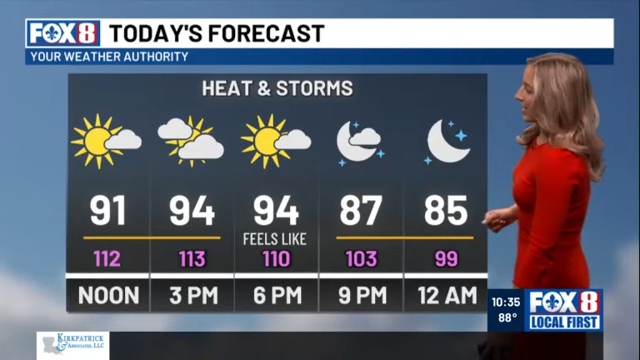 FOX 8 TODAY'S FORECAST
YOUR WEATHER AUTHORITY
HEAT & STORMS
91 94 94 87 85
FEELS LIKE
112 113 110 103 99
NOON 3 PM 6 PM 9 PM 12 AM
10:35 FOX 8
88° LOCAL FIRST
KIRKPATRICK
& ASSOCIATES, LLC